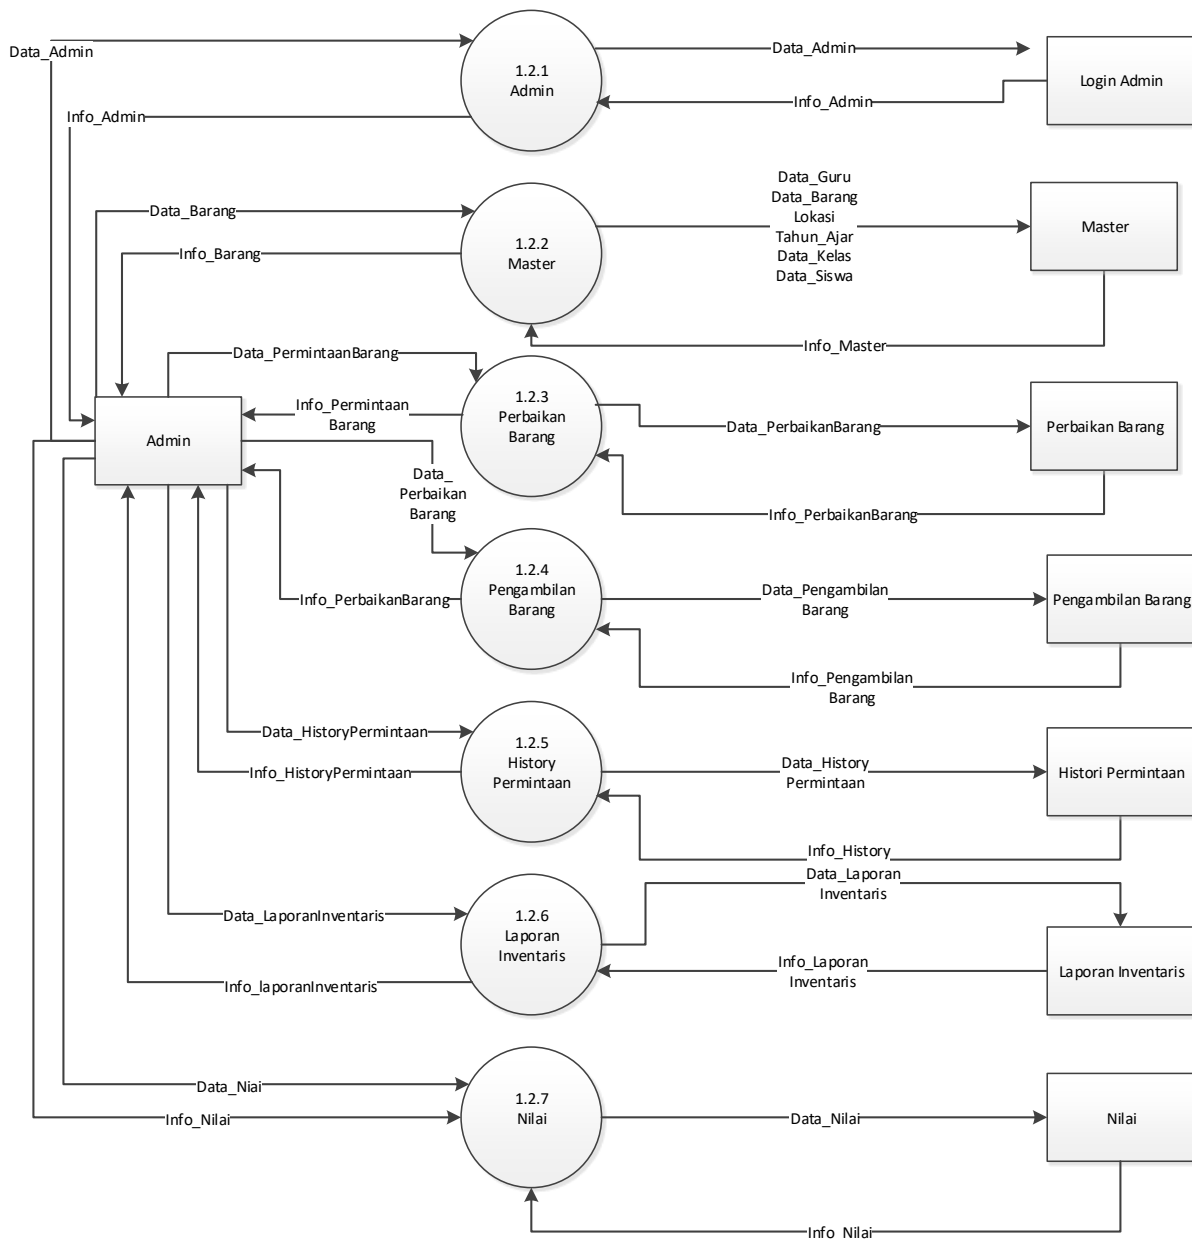 Data_Admin
1.2.1
Admin
Data_Admin
Login Admin
Info_Admin
Info_Admin
Data_Guru
Data_Barang
Lokasi
Tahun_Ajar
Data_Kelas
Data_Siswa
Data_Barang
1.2.2
Master
Master
Info_Barang
Info_Master
Data_PermintaanBarang
1.2.3
Perbaikan
Barang
Info_Permintaan
Barang
Data_PerbaikanBarang
Perbaikan Barang
Admin
Data_
Perbaikan
Barang
Info_PerbaikanBarang
1.2.4
Pengambilan
Barang
Info_PerbaikanBarang
Data_Pengambilan
Barang
Pengambilan Barang
Info_Pengambilan
Barang
Data_HistoryPermintaan
1.2.5
History
Permintaan
Info_HistoryPermintaan
Data_History
Permintaan
Histori Permintaan
Info_History
Data_Laporan
Inventaris
Data_LaporanInventaris
1.2.6
Laporan
Inventaris
Info_Laporan
Inventaris
Laporan Inventaris
Info_laporanInventaris
Data_Niai
1.2.7
Nilai
Info_Nilai
Data_Nilai
Nilai
Info_Nilai